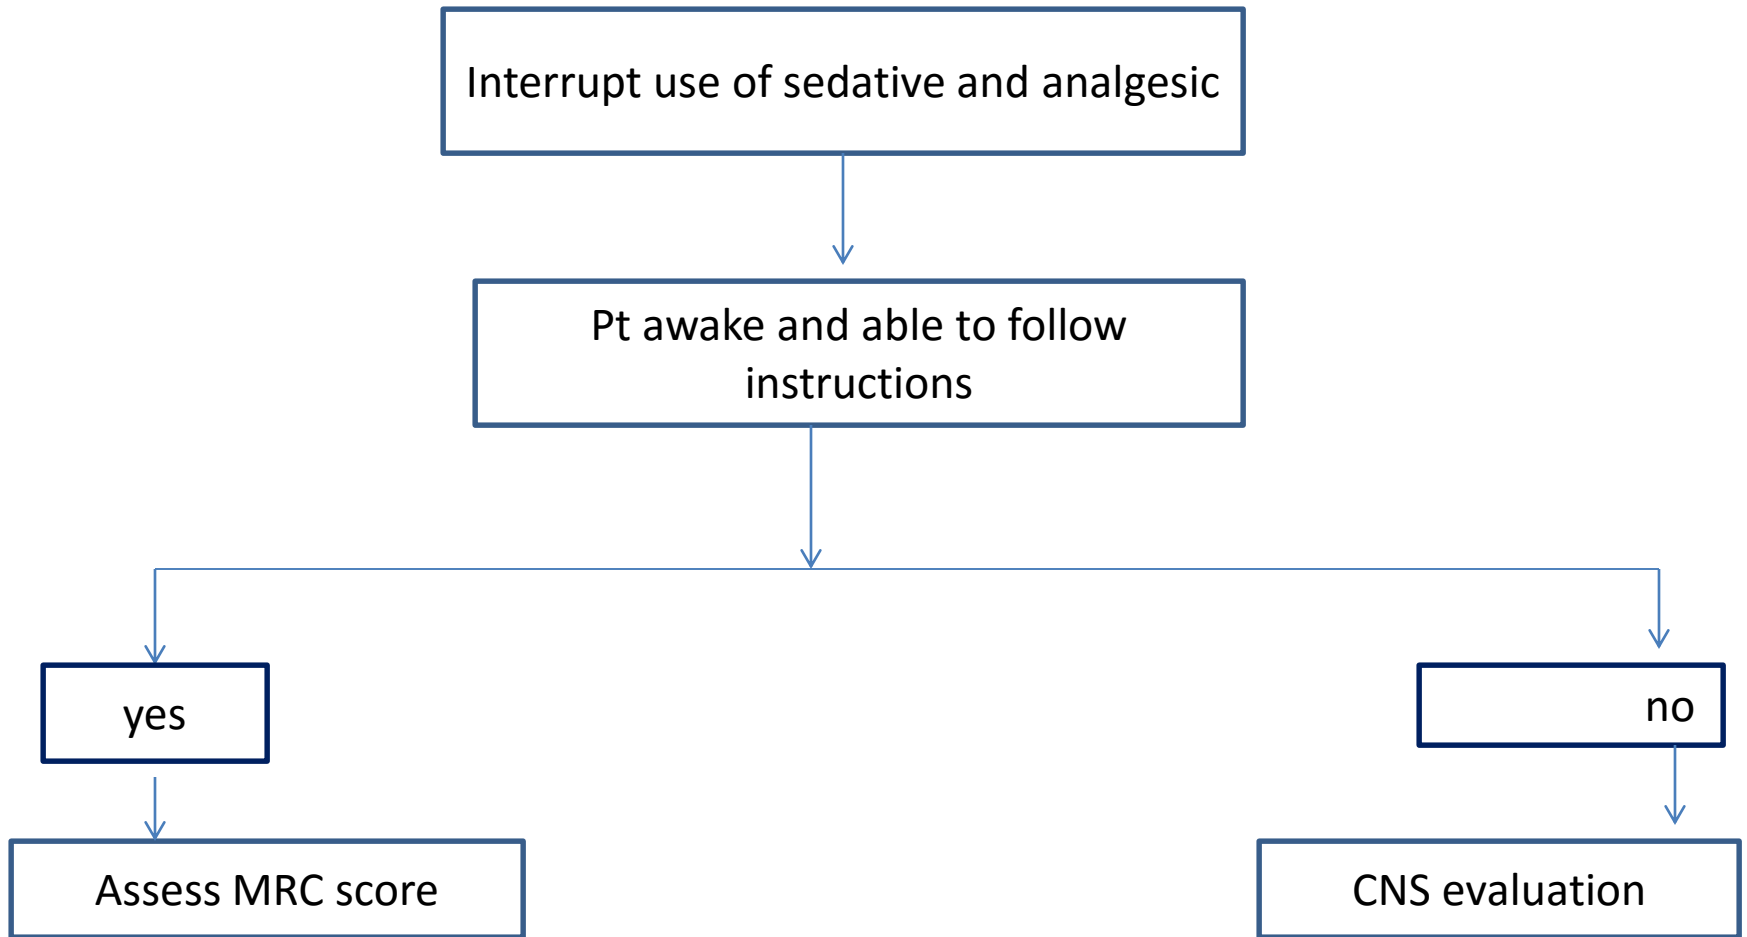 Interrupt use of sedative and analgesic
Pt awake and able to follow
instructions
yes
no
Assess MRC score
CNS evaluation